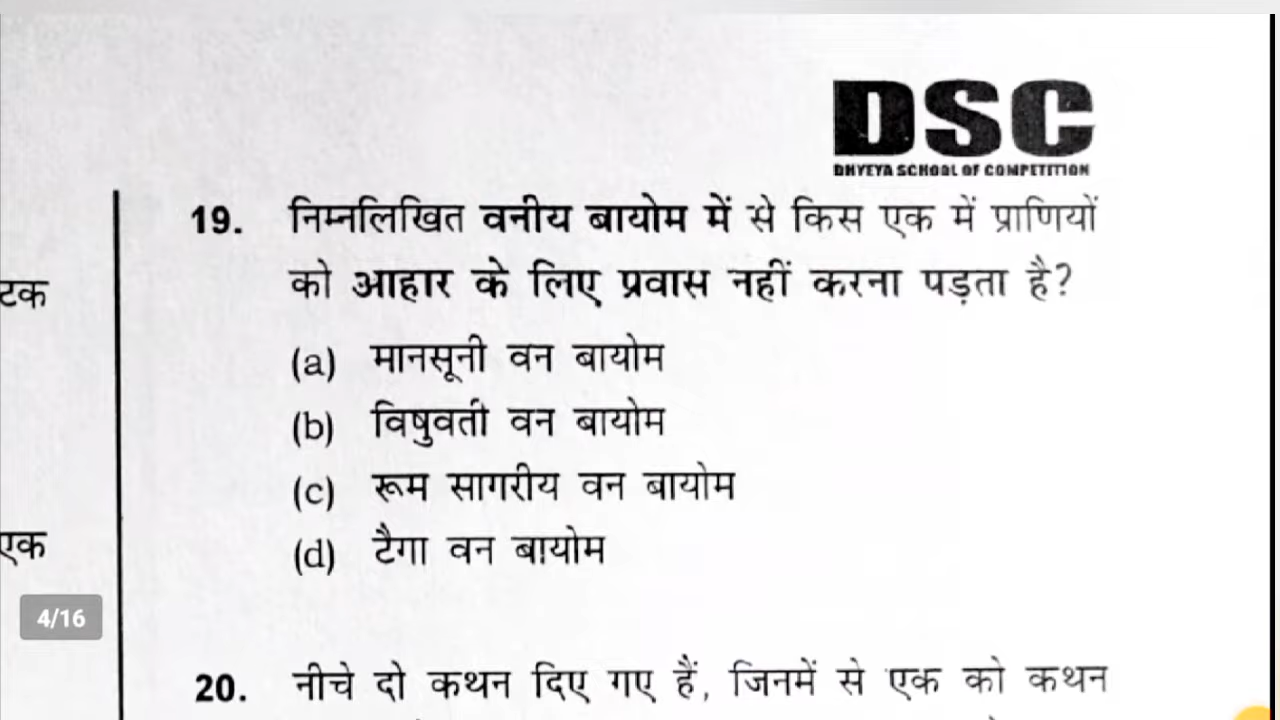 DSC
DHYEYA SCHOOL OF COMPETITION
19. निम्नलिखित वनीय बायोम में से किस एक में प्राणियों
को आहार के लिए प्रवास नहीं करना पड़ता है?
(a) मानसूनी वन बायोम
(b) विषुवती वन बायोम
(c) रूम सागरीय वन बायोम
(d) टैगा वन बायोम
टक
एक
4/16
20. नीचे दो कथन दिए गए हैं, जिनमें से एक को कथन